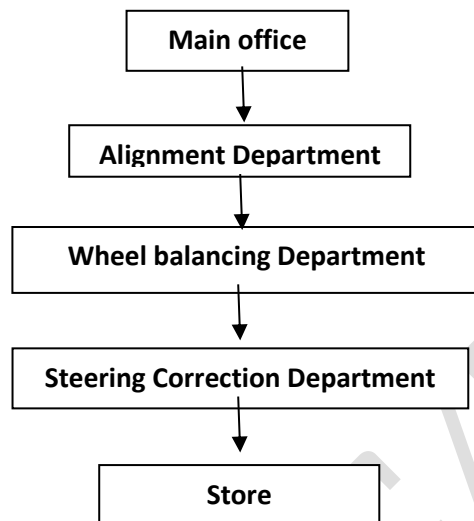 Main office
Alignment Department
Wheel balancing Department
Steering Correction Department
Store